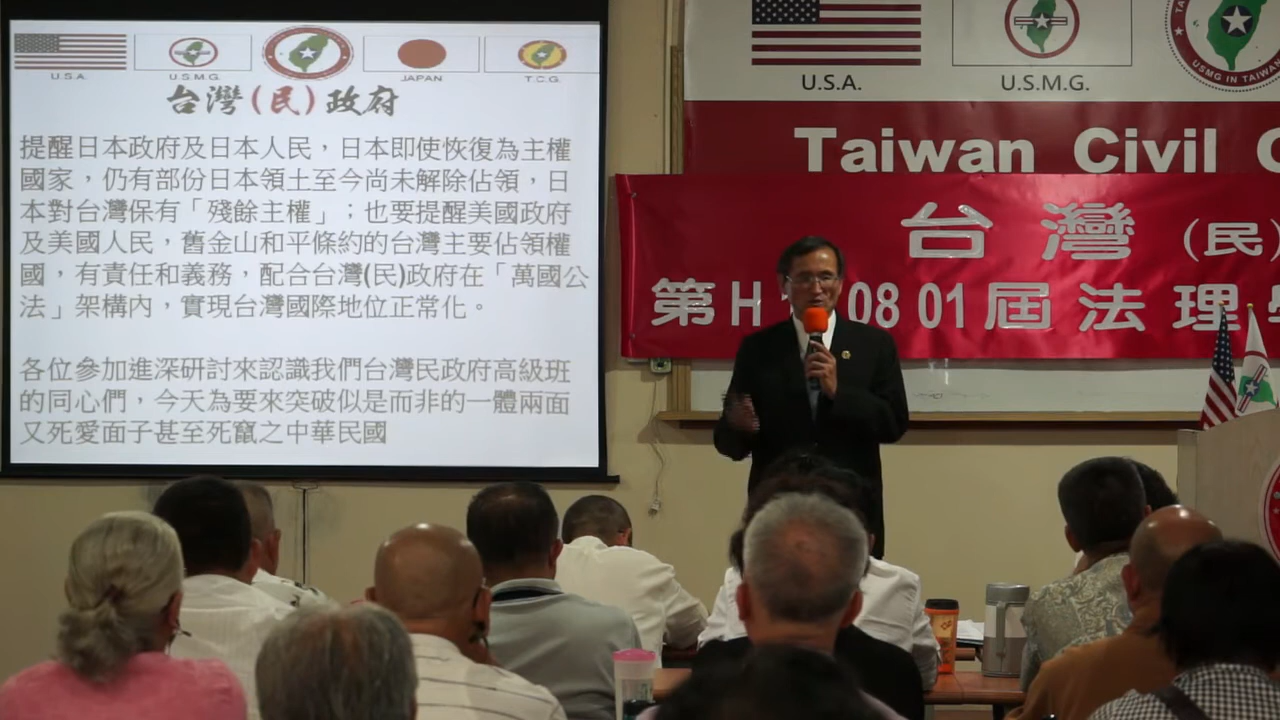 U.S.A.
U.S.M.G.
JAPAN
T.C.G.
台灣(民)政府
提醒日本政府及日本人民，日本即使恢復為主權
國家，仍有部份日本領土至今尚未解除佔領，日
本對台灣保有「殘餘主權」；也要提醒美國政府
及美國人民，舊金山和平條約的台灣主要佔領權
國，有責任和義務，配合台灣(民)政府在「萬國公
法」架構內，實現台灣國際地位正常化。
各位參加進深研討來認識我們台灣民政府高級班
的同心們，今天為要來突破似是而非的一體兩面
又死愛面子甚至死竄之中華民國
U.S.A.
U.S.M.G.
USMG IN TAIWAN
Taiwan Civil
台灣(民)
第H 08 01屆法理學